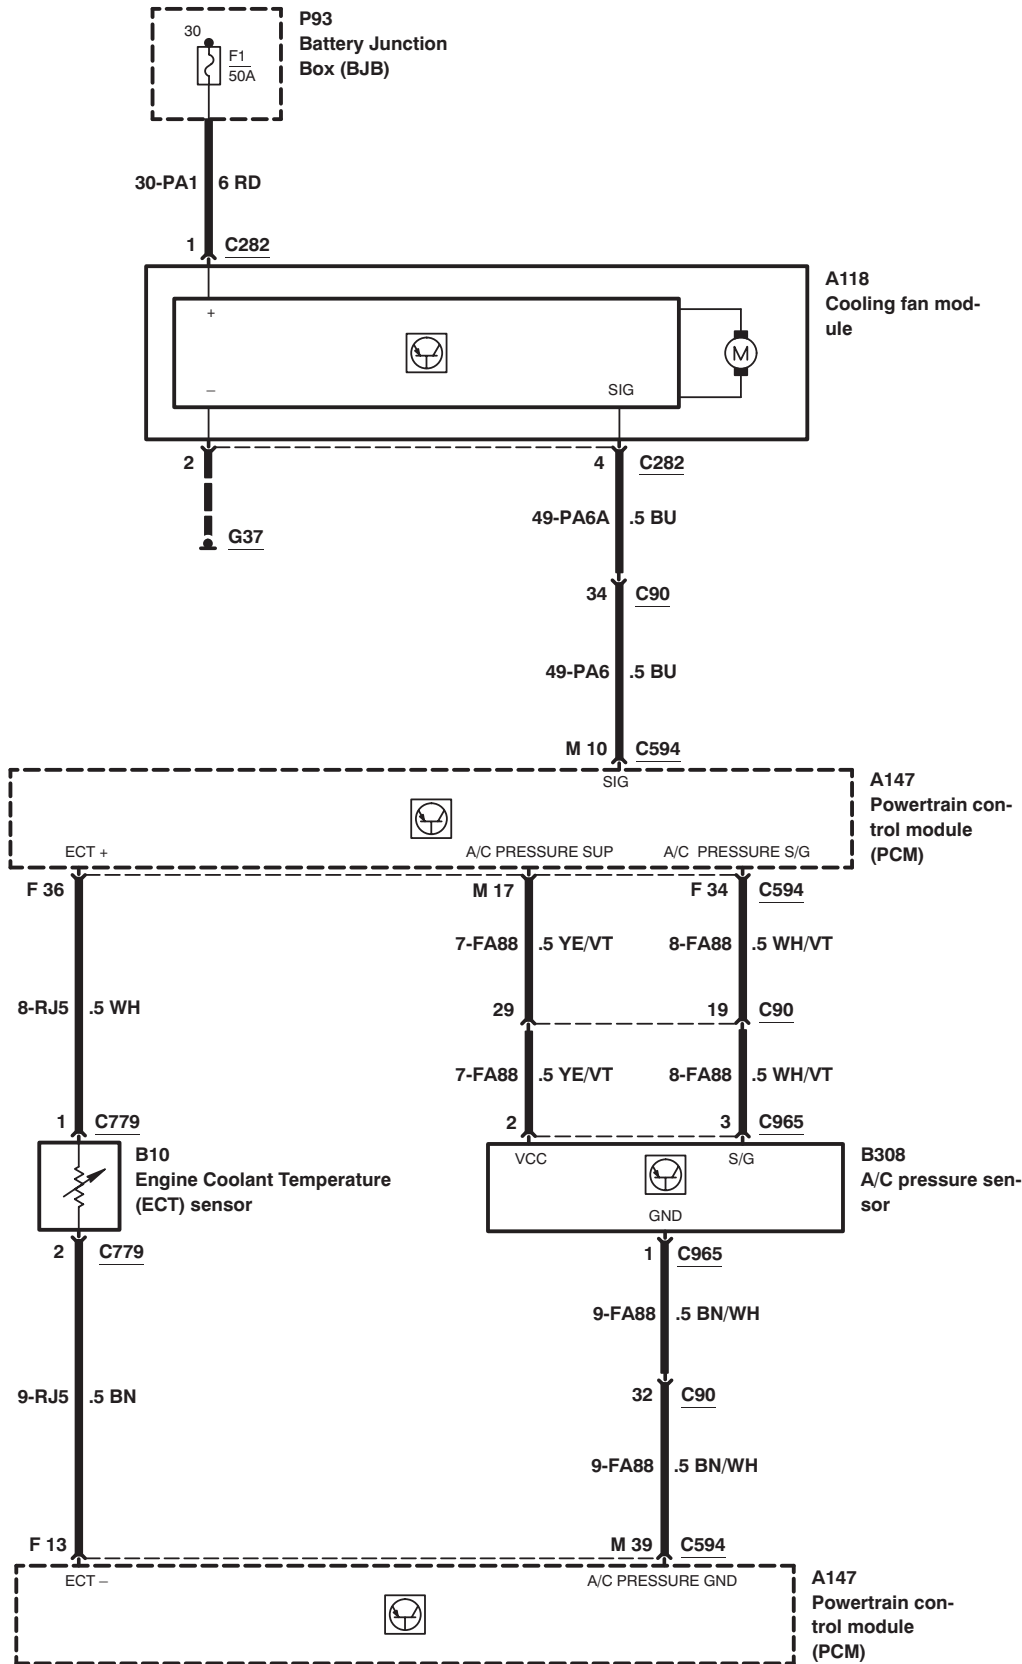 P93
Battery Junction
Box (BJB)
30
F1
50A
30-PA1 6 RD
1 C282
A118
Cooling fan mod-
ule
+
M
–
SIG
2
4 C282
G37
49-PA6A .5 BU
34 C90
49-PA6 .5 BU
M 10 C594
SIG
A147
Powertrain con-
trol module
(PCM)
ECT + A/C PRESSURE SUP A/C PRESSURE S/G
F 36 M 17 F 34 C594
7-FA88 .5 YE/VT 8-FA88 .5 WH/VT
8-RJ5 .5 WH
29 19 C90
7-FA88 .5 YE/VT 8-FA88 .5 WH/VT
1 C779 2 3 C965
B10
Engine Coolant Temperature
(ECT) sensor
VCC S/G
GND
B308
A/C pressure sen-
sor
2 C779 1 C965
9-FA88 .5 BN/WH
9-RJ5 .5 BN
32 C90
9-FA88 .5 BN/WH
F 13 M 39 C594
ECT – A/C PRESSURE GND
A147
Powertrain con-
trol module
(PCM)